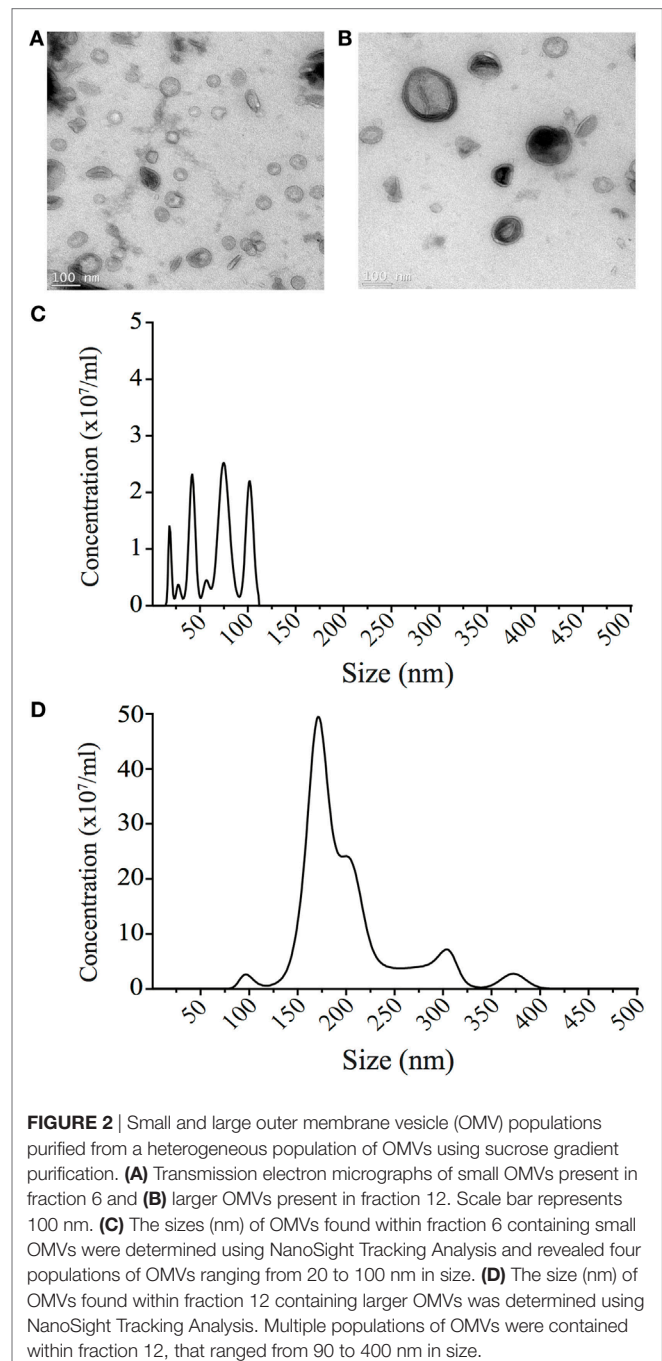 A
B
100 nm
100 nm
C
Concentration (x10⁷/ml)
5
4
3
2
1
0
50
100
150
200
250
300
350
400
450
500
Size (nm)
D
Concentration (x10⁷/ml)
50
40
30
20
10
0
50
100
150
200
250
300
350
400
450
500
Size (nm)
FIGURE 2 | Small and large outer membrane vesicle (OMV) populations
purified from a heterogeneous population of OMVs using sucrose gradient
purification. (A) Transmission electron micrographs of small OMVs present in
fraction 6 and (B) larger OMVs present in fraction 12. Scale bar represents
100 nm. (C) The sizes (nm) of OMVs found within fraction 6 containing small
OMVs were determined using NanoSight Tracking Analysis and revealed four
populations of OMVs ranging from 20 to 100 nm in size. (D) The size (nm) of
OMVs found within fraction 12 containing larger OMVs was determined using
NanoSight Tracking Analysis. Multiple populations of OMVs were contained
within fraction 12, that ranged from 90 to 400 nm in size.